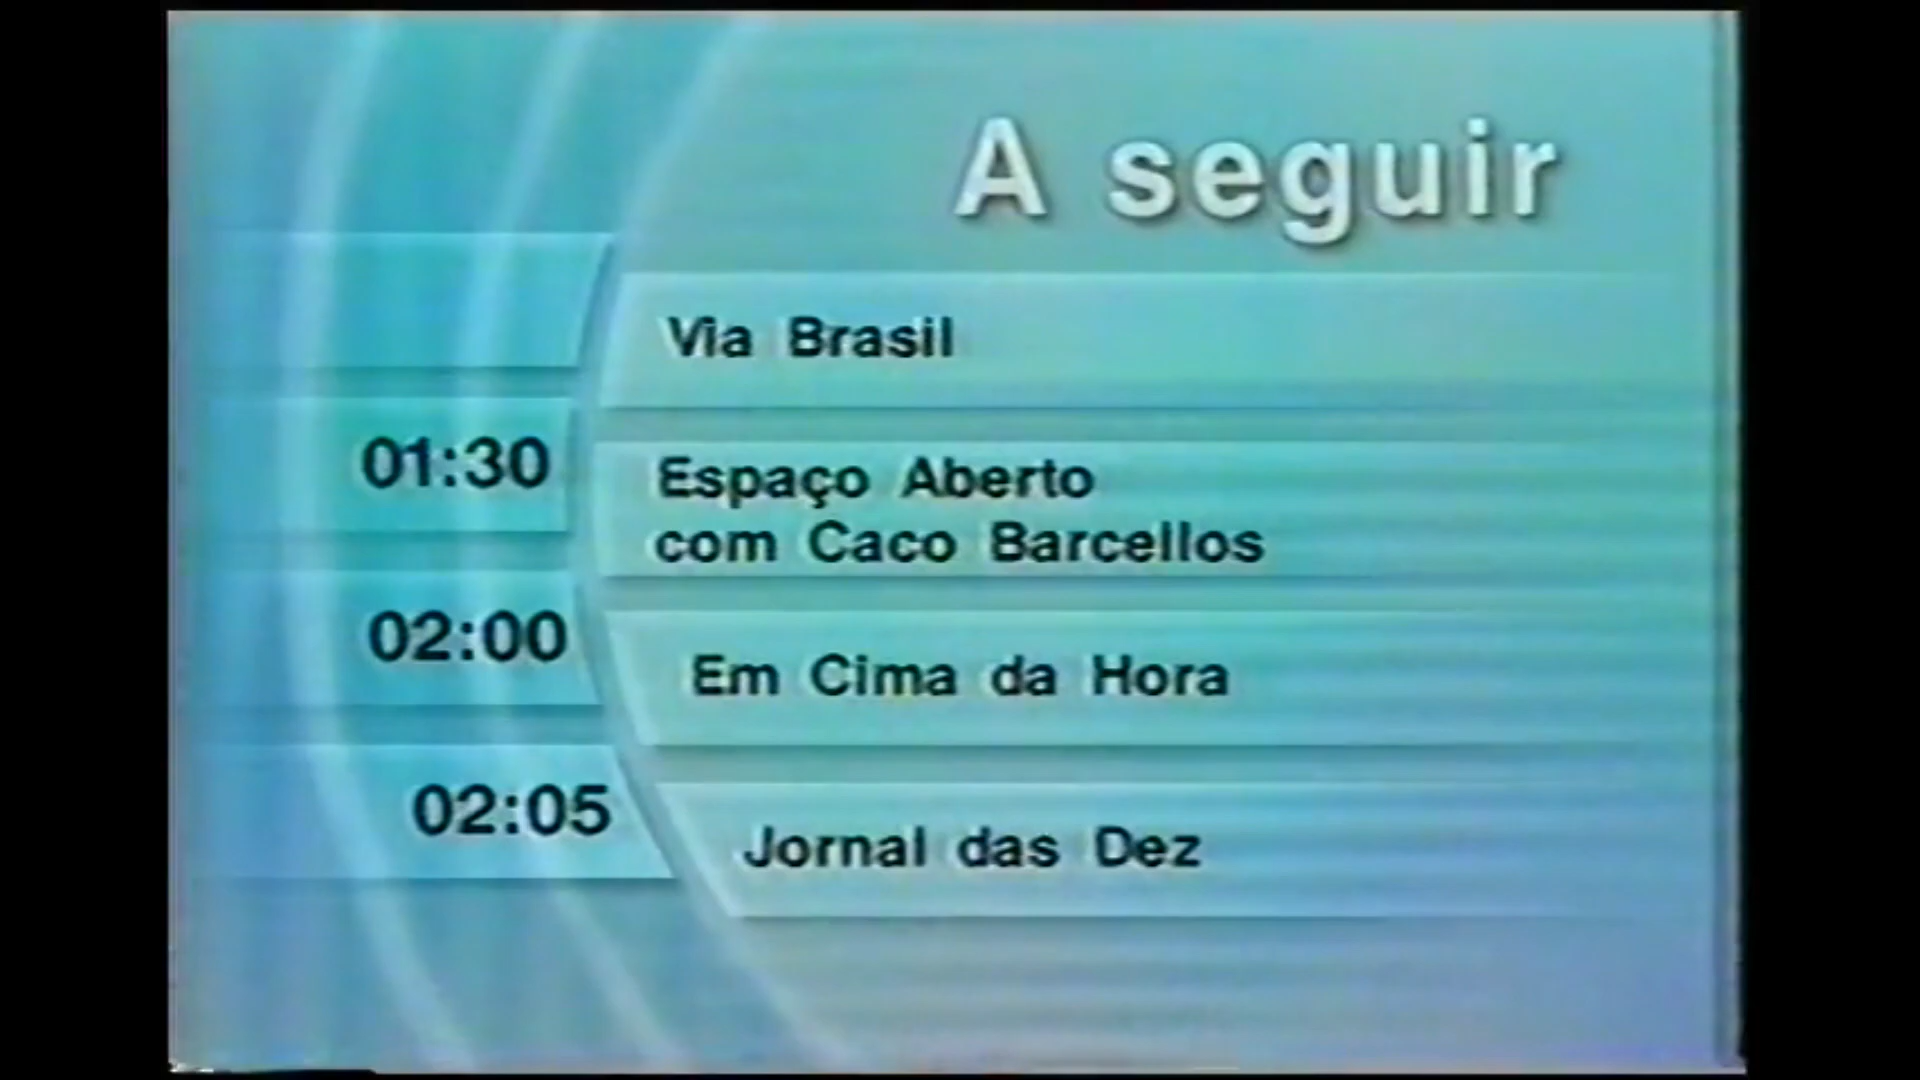 A seguir
Via Brasil
01:30
Espaço Aberto
com Caco Barcellos
02:00
Em Cima da Hora
02:05
Jornal das Dez